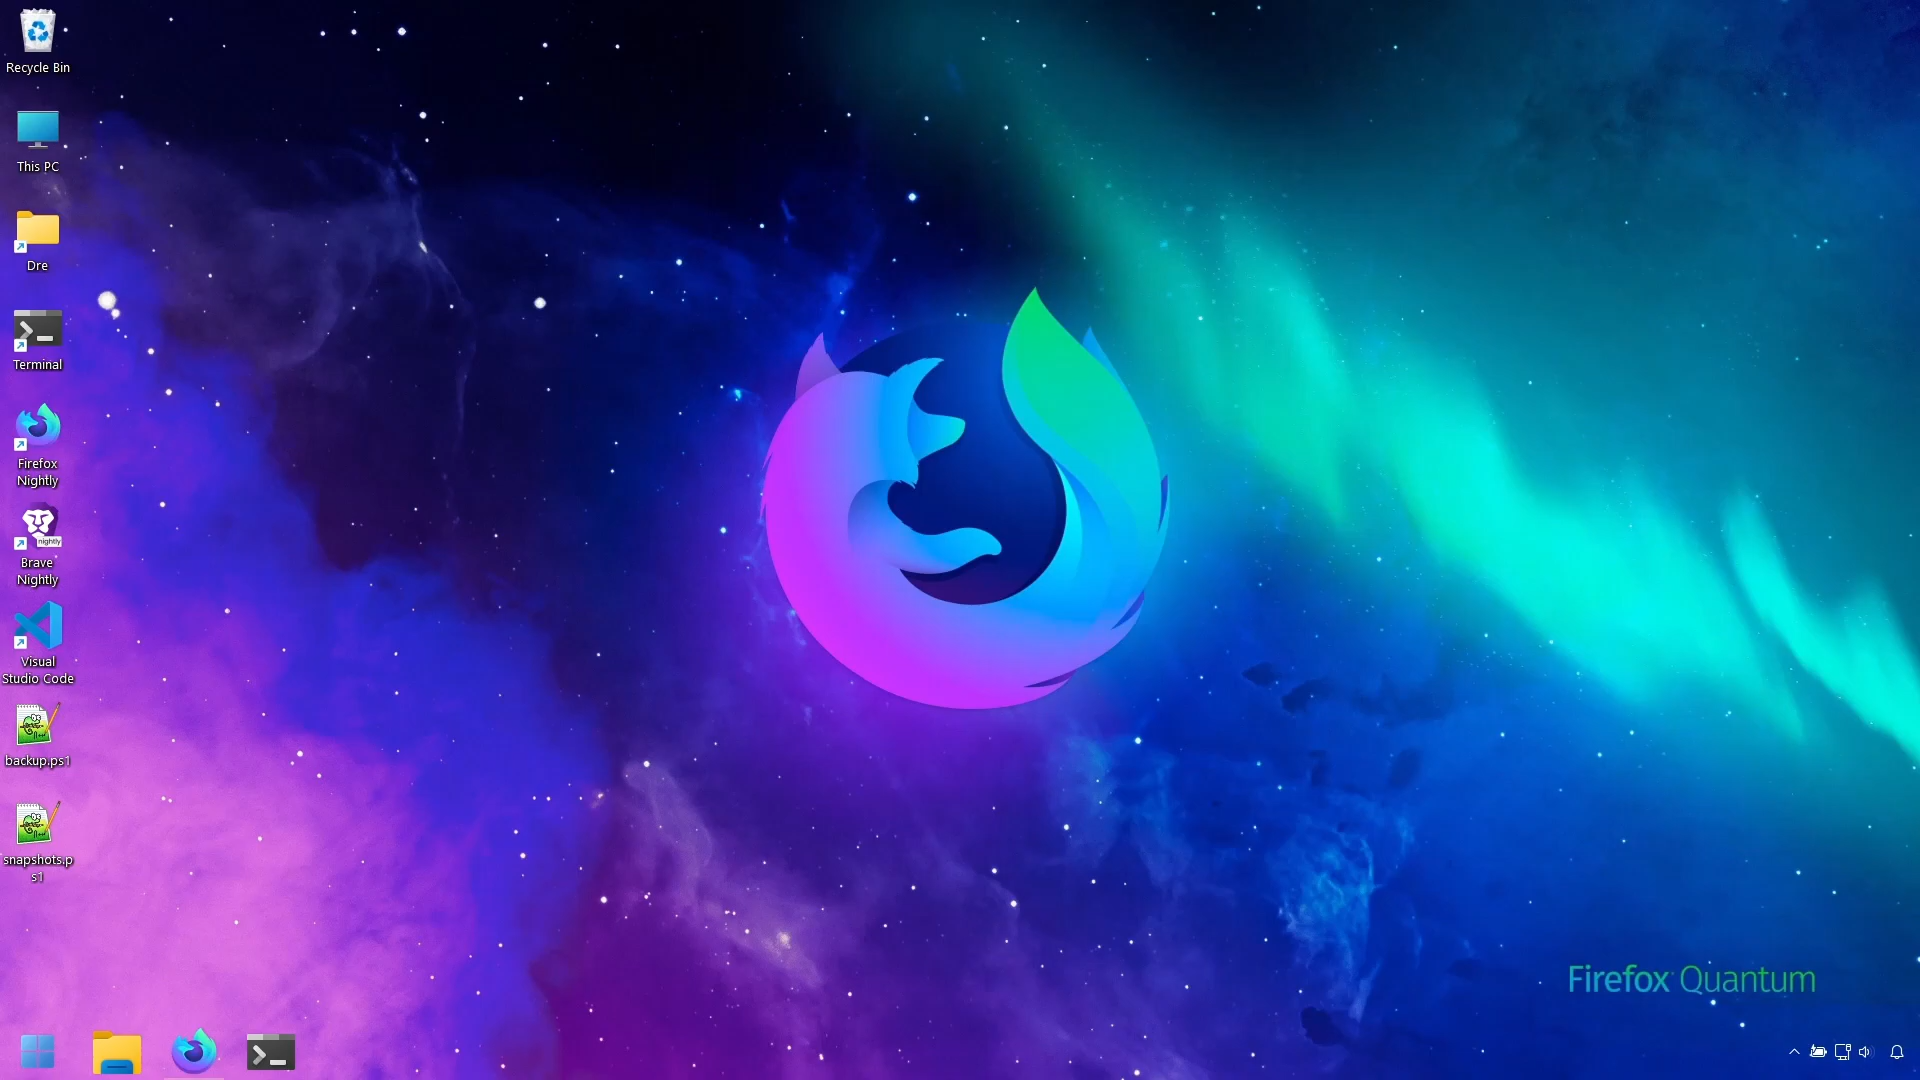 Recycle Bin
This PC
Dre
Terminal
Firefox
Nightly
nightly
Brave
Nightly
Visual
Studio Code
backup.ps1
snapshots.p
s1
Firefox Quantum